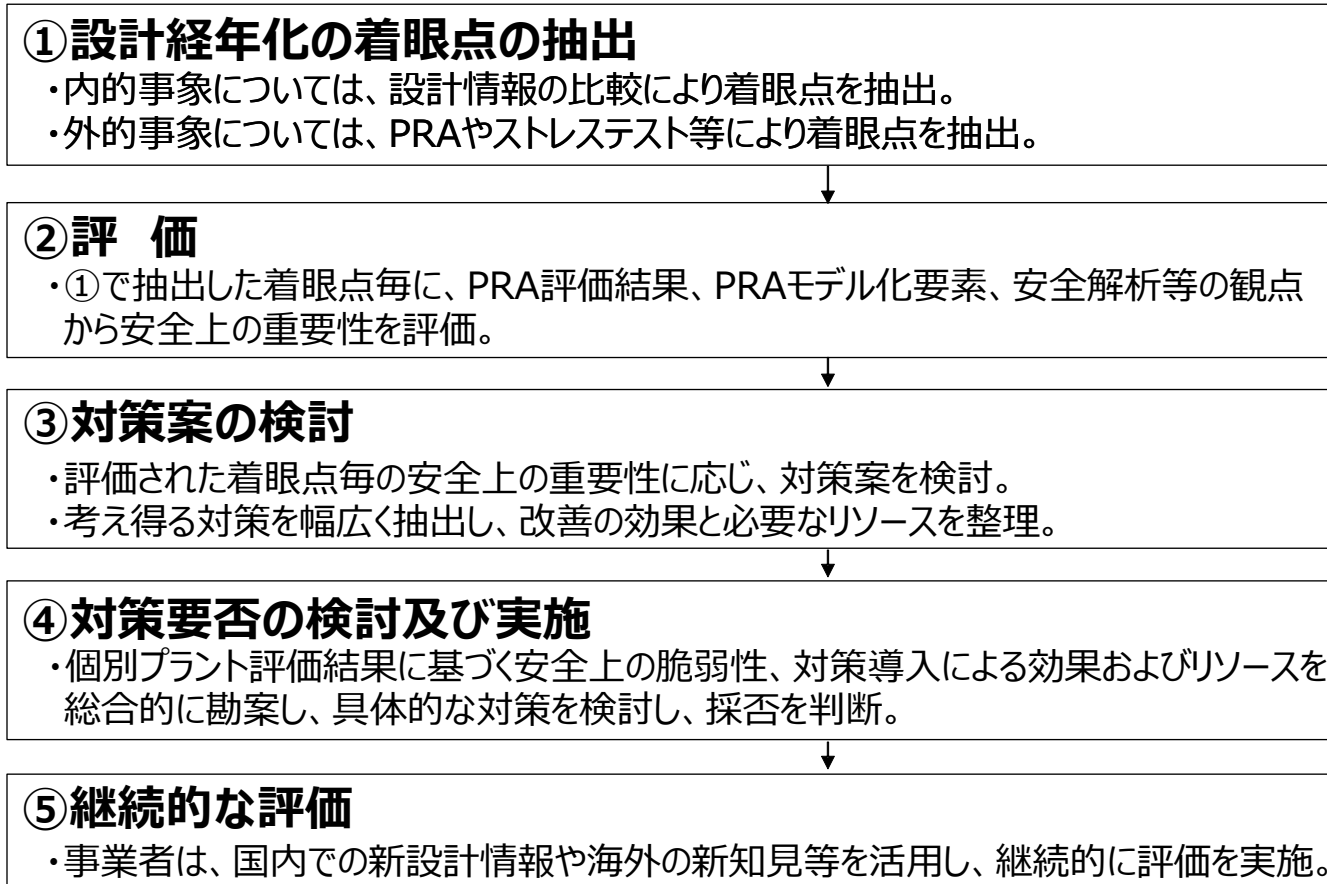 ①設計経年化の着眼点の抽出
・内的事象については、設計情報の比較により着眼点を抽出。
・外的事象については、PRAやストレステスト等により着眼点を抽出。
②評　価
・①で抽出した着眼点毎に、PRA評価結果、PRAモデル化要素、安全解析等の観点
から安全上の重要性を評価。
③対策案の検討
・評価された着眼点毎の安全上の重要性に応じ、対策案を検討。
・考え得る対策を幅広く抽出し、改善の効果と必要なリソースを整理。
④対策要否の検討及び実施
・個別プラント評価結果に基づく安全上の脆弱性、対策導入による効果およびリソースを
総合的に勘案し、具体的な対策を検討し、採否を判断。
⑤継続的な評価
・事業者は、国内での新設計情報や海外の新知見等を活用し、継続的に評価を実施。